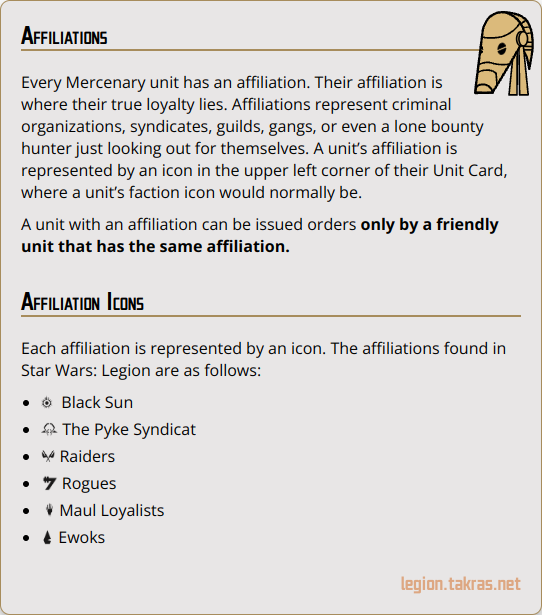 Affiliations
Every Mercenary unit has an affiliation. Their affiliation is
where their true loyalty lies. Affiliations represent criminal
organizations, syndicates, guilds, gangs, or even a lone bounty
hunter just looking out for themselves. A unit’s affiliation is
represented by an icon in the upper left corner of their Unit Card,
where a unit’s faction icon would normally be.
A unit with an affiliation can be issued orders only by a friendly
unit that has the same affiliation.
Affiliation Icons
Each affiliation is represented by an icon. The affiliations found in
Star Wars: Legion are as follows:
• Black Sun
• The Pyke Syndicat
• Raiders
• Rogues
• Maul Loyalists
• Ewoks
legion.takras.net